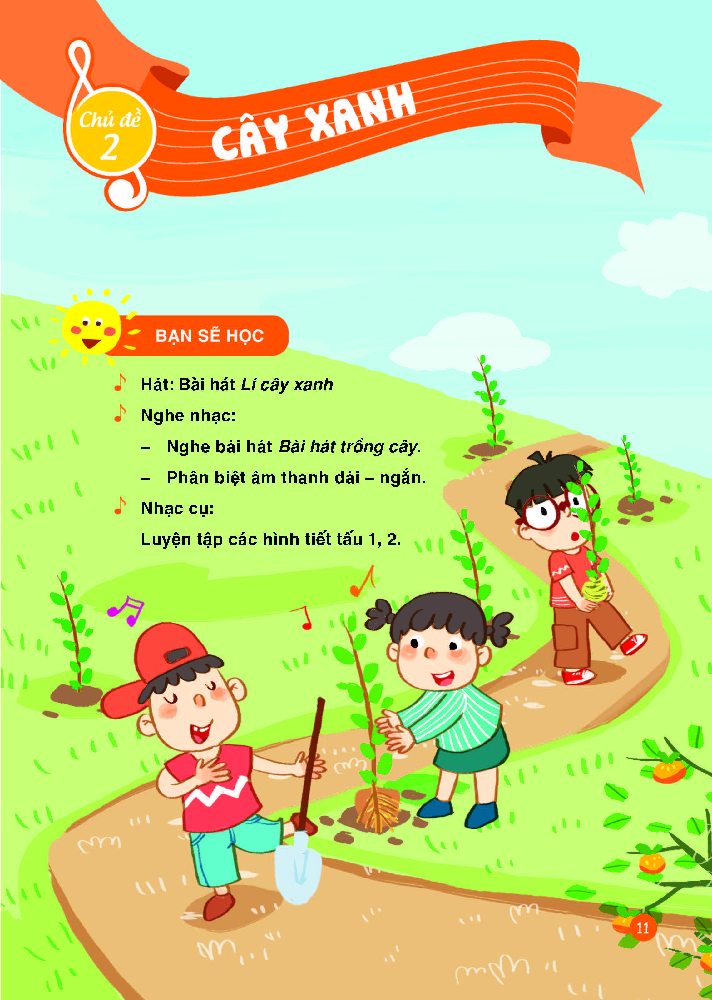 Chủ đề
2
CÂY XANH
BẠN SẼ HỌC
Hát: Bài hát Lí cây xanh
Nghe nhạc:
– Nghe bài hát Bài hát trồng cây.
– Phân biệt âm thanh dài – ngắn.
Nhạc cụ:
Luyện tập các hình tiết tấu 1, 2.
11